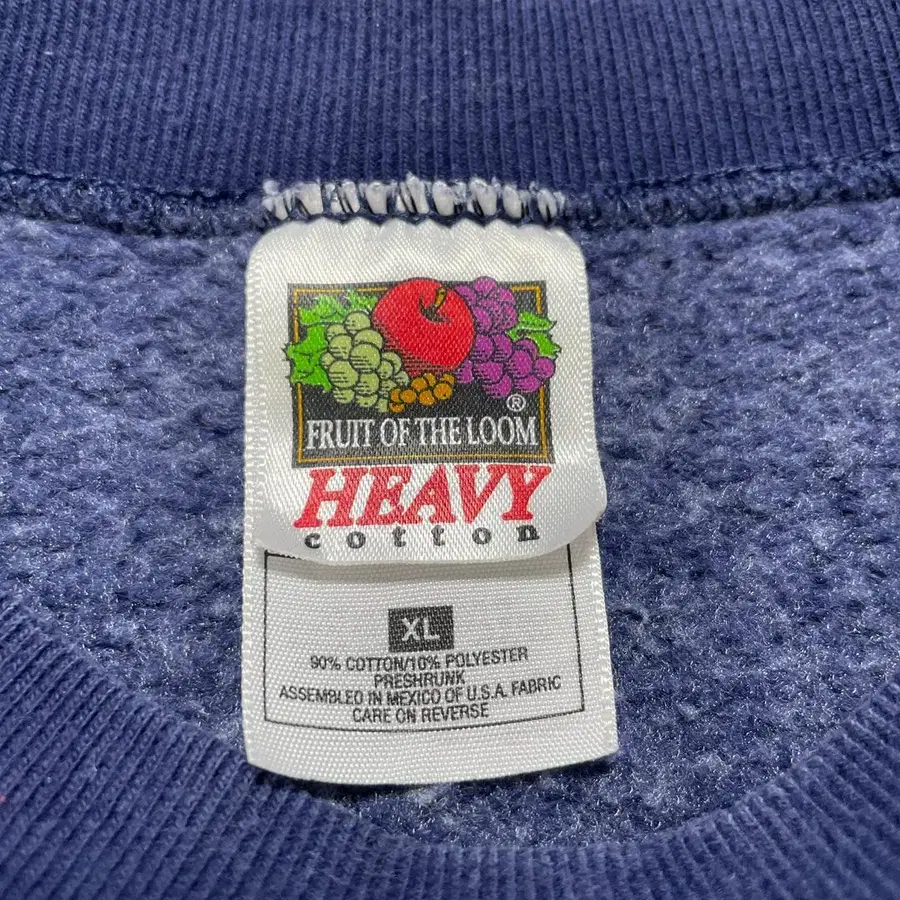 ®
FRUIT OF THE LOOM
HEAVY
cotton
XL
90% COTTON/10% POLYESTER
PRESHRUNK
ASSEMBLED IN MEXICO OF U.S.A. FABRIC
CARE ON REVERSE